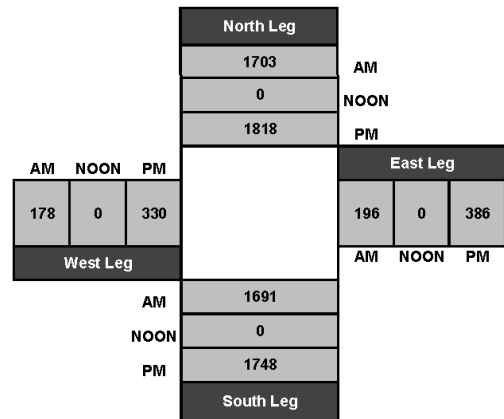 North Leg
1703 AM
0 NOON
1818 PM
AM NOON PM
East Leg
178 0 330
196 0 386
West Leg
AM NOON PM
AM 1691
NOON 0
PM 1748
South Leg